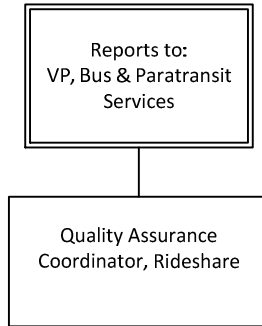 Reports to:
VP, Bus & Paratransit
Services
Quality Assurance
Coordinator, Rideshare